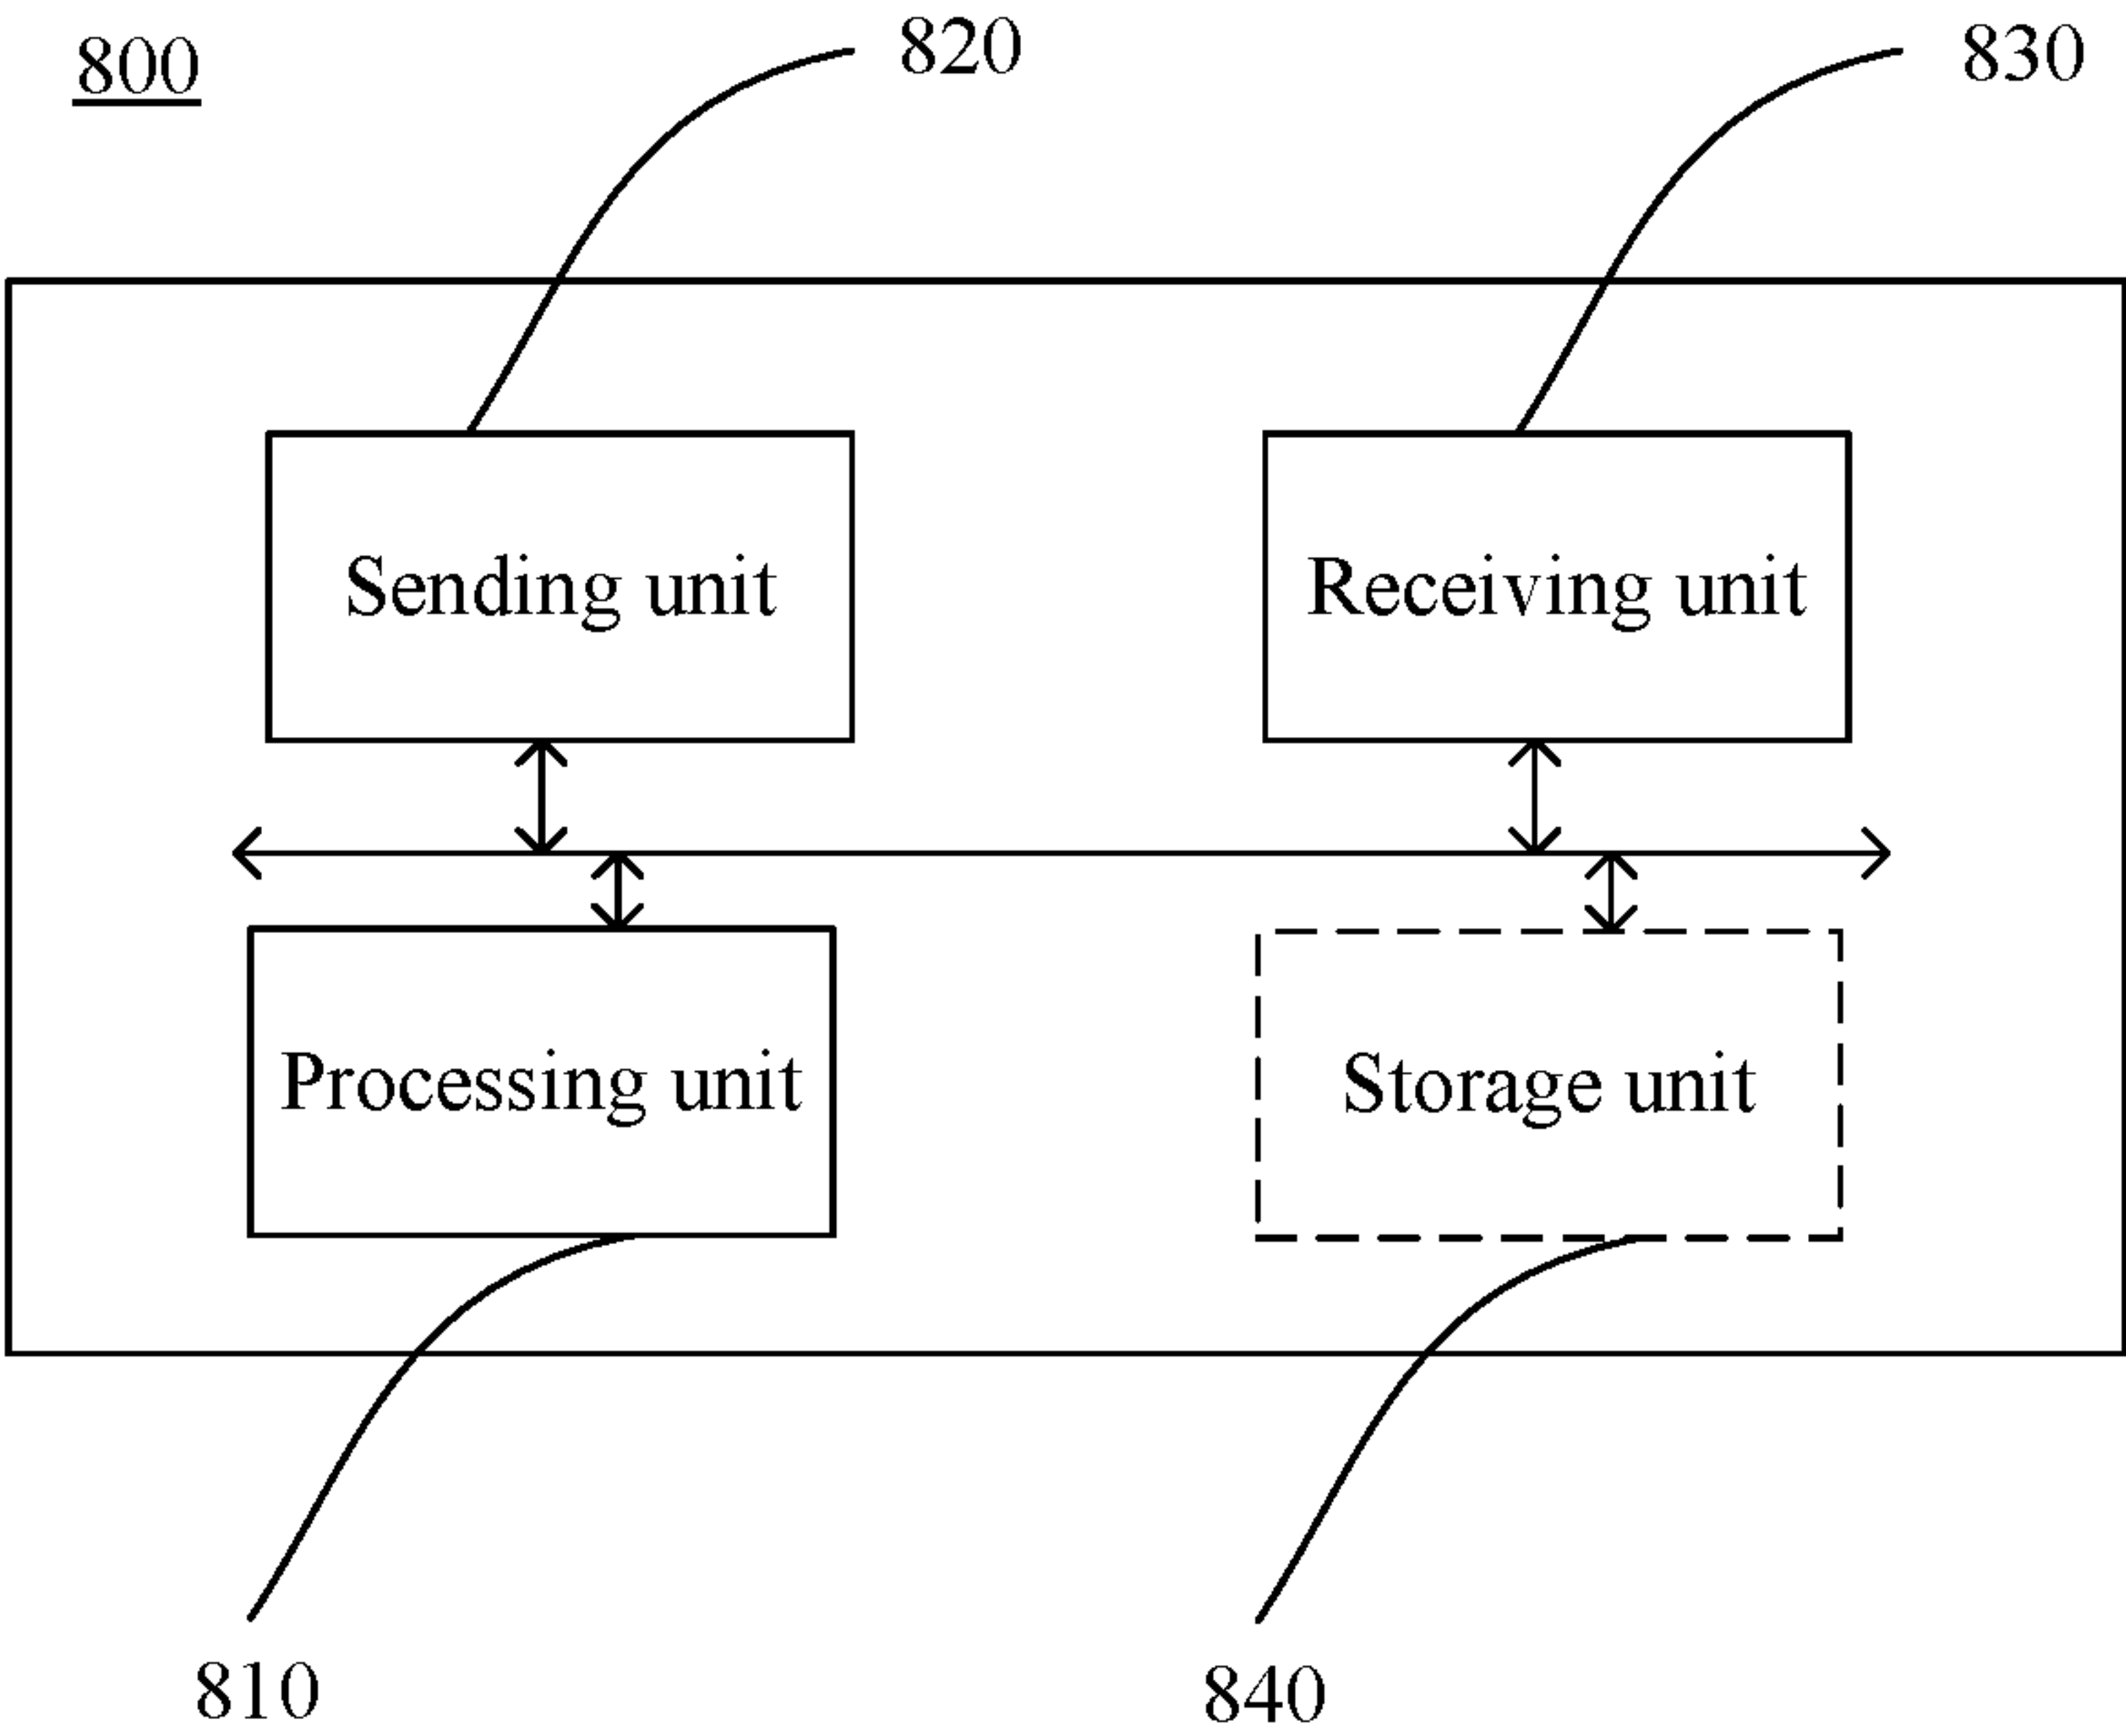 800
820
830
Sending unit
Receiving unit
Processing unit
Storage unit
810
840